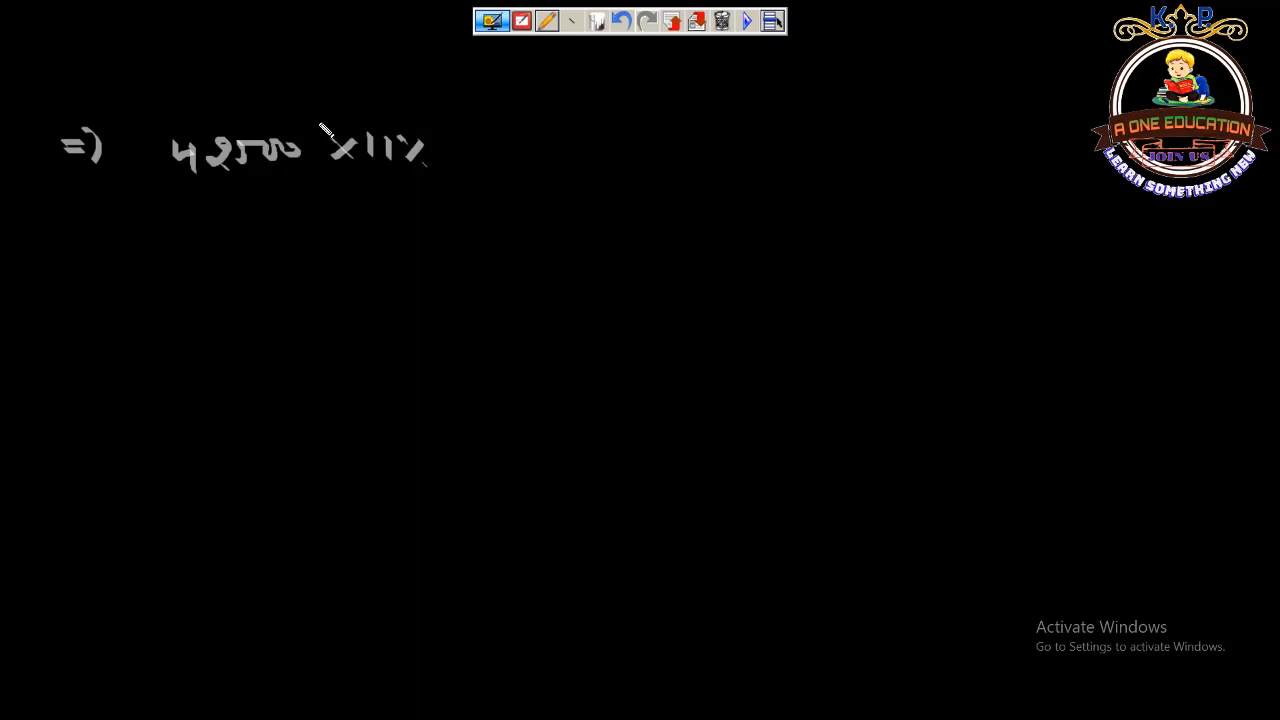 K P
A ONE EDUCATION
JOIN US
LEARN SOMETHING NEW
=) 42500 × 11%
Activate Windows
Go to Settings to activate Windows.